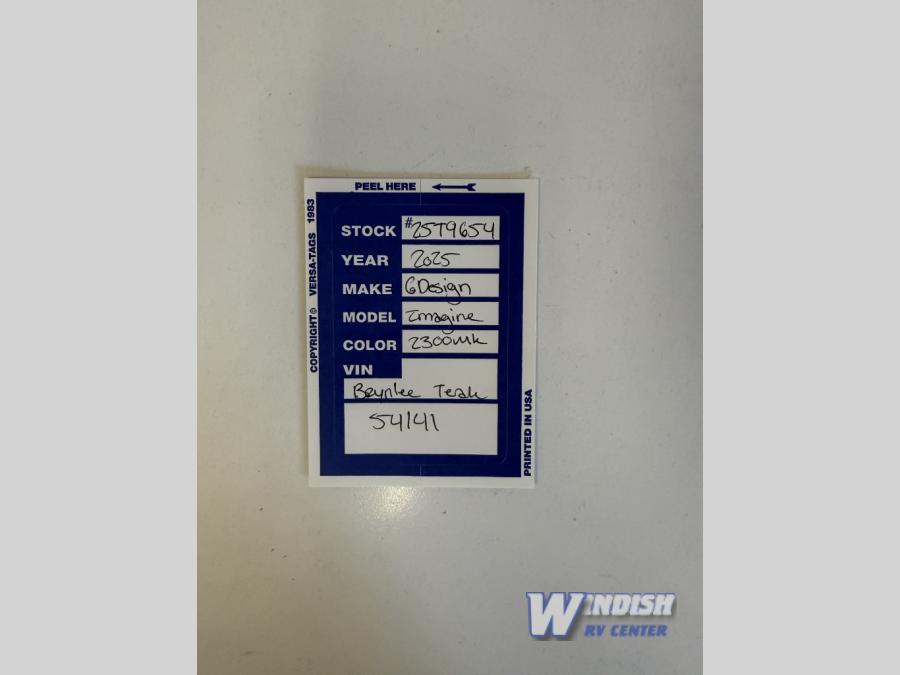 PEEL HERE
COPYRIGHT© VERSA-TAGS 1983
STOCK #25T9654
YEAR 2025
MAKE GDesign
MODEL Imagine
COLOR 2300MK
VIN
Brynlee Teak
54141
PRINTED IN USA
WINDISH
RV CENTER